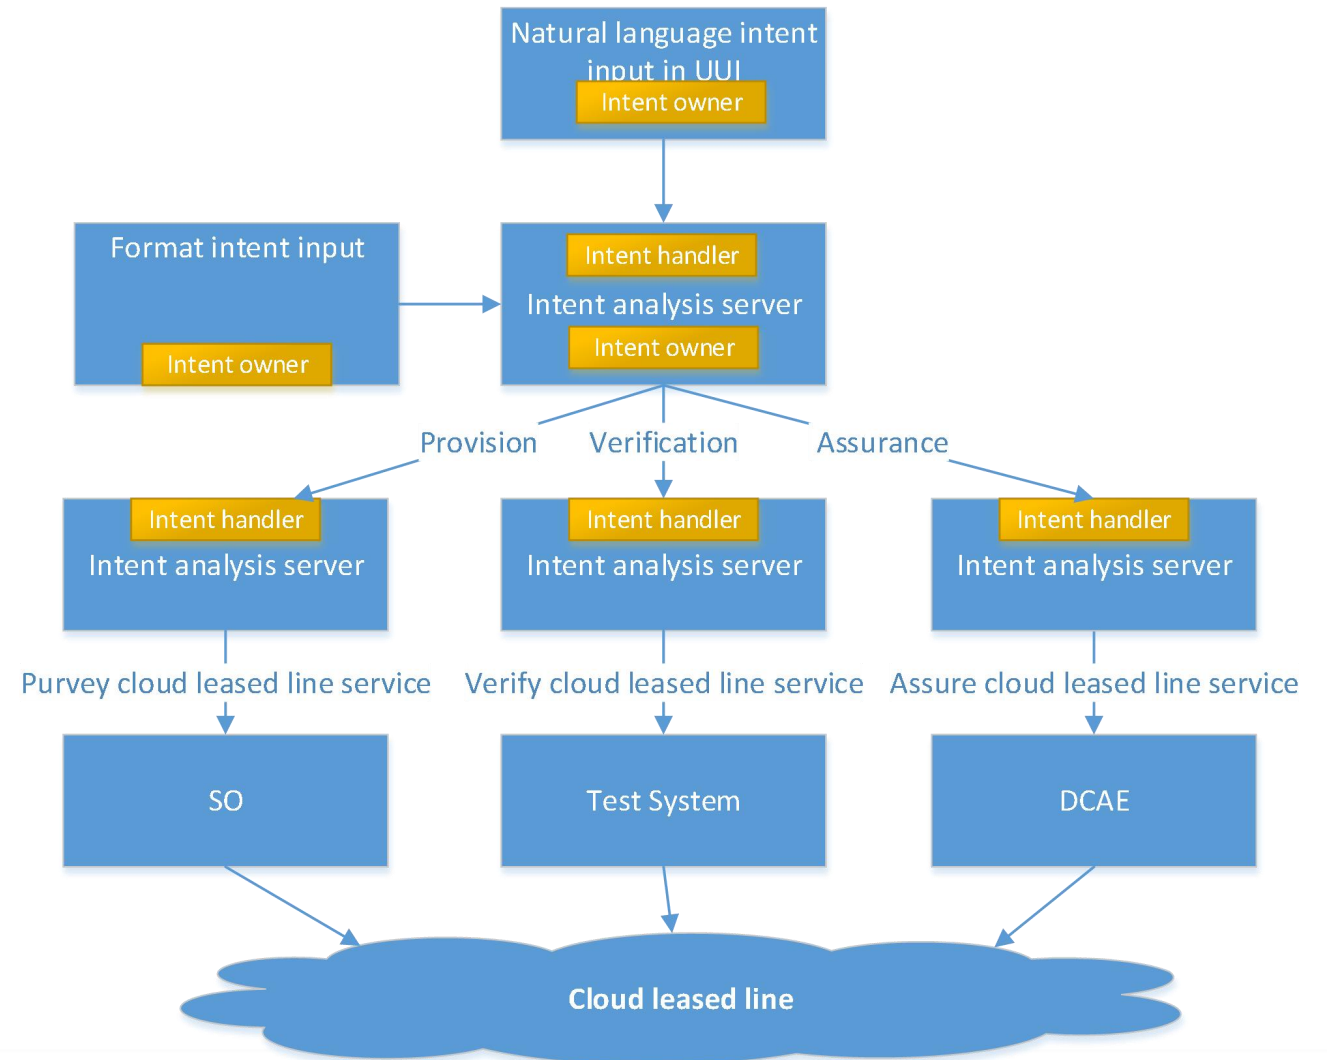 Natural language intent
input in UUI
Intent owner
Format intent input
Intent owner
Intent handler
Intent analysis server
Intent owner
Provision
Verification
Assurance
Intent handler
Intent analysis server
Intent handler
Intent analysis server
Intent handler
Intent analysis server
Purvey cloud leased line service
Verify cloud leased line service
Assure cloud leased line service
SO
Test System
DCAE
Cloud leased line